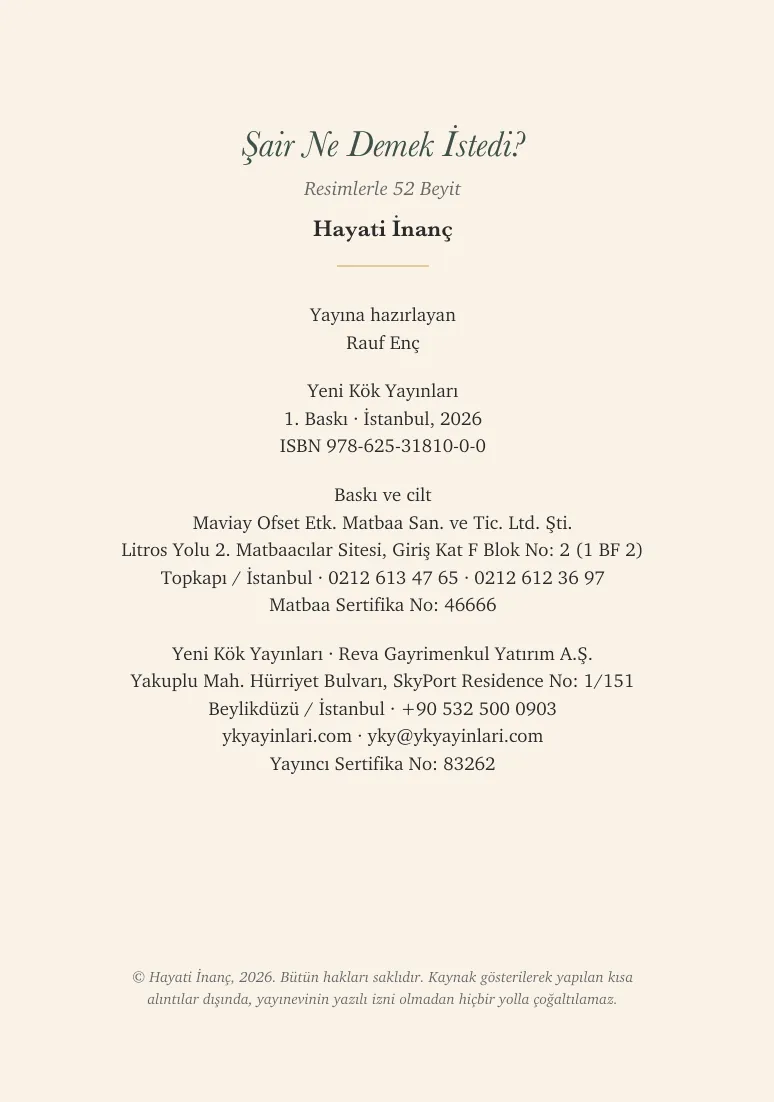 Şair Ne Demek İstedi?
Resimlerle 52 Beyit
Hayati İnanç
Yayına hazırlayan
Rauf Enç
Yeni Kök Yayınları
1. Baskı · İstanbul, 2026
ISBN 978-625-31810-0-0
Baskı ve cilt
Maviay Ofset Etk. Matbaa San. ve Tic. Ltd. Şti.
Litros Yolu 2. Matbaacılar Sitesi, Giriş Kat F Blok No: 2 (1 BF 2)
Topkapı / İstanbul · 0212 613 47 65 · 0212 612 36 97
Matbaa Sertifika No: 46666
Yeni Kök Yayınları · Reva Gayrimenkul Yatırım A.Ş.
Yakuplu Mah. Hürriyet Bulvarı, SkyPort Residence No: 1/151
Beylikdüzü / İstanbul · +90 532 500 0903
ykyayinlari.com · yky@ykyayinlari.com
Yayıncı Sertifika No: 83262
© Hayati İnanç, 2026. Bütün hakları saklıdır. Kaynak gösterilerek yapılan kısa
alıntılar dışında, yayınevinin yazılı izni olmadan hiçbir yolla çoğaltılamaz.